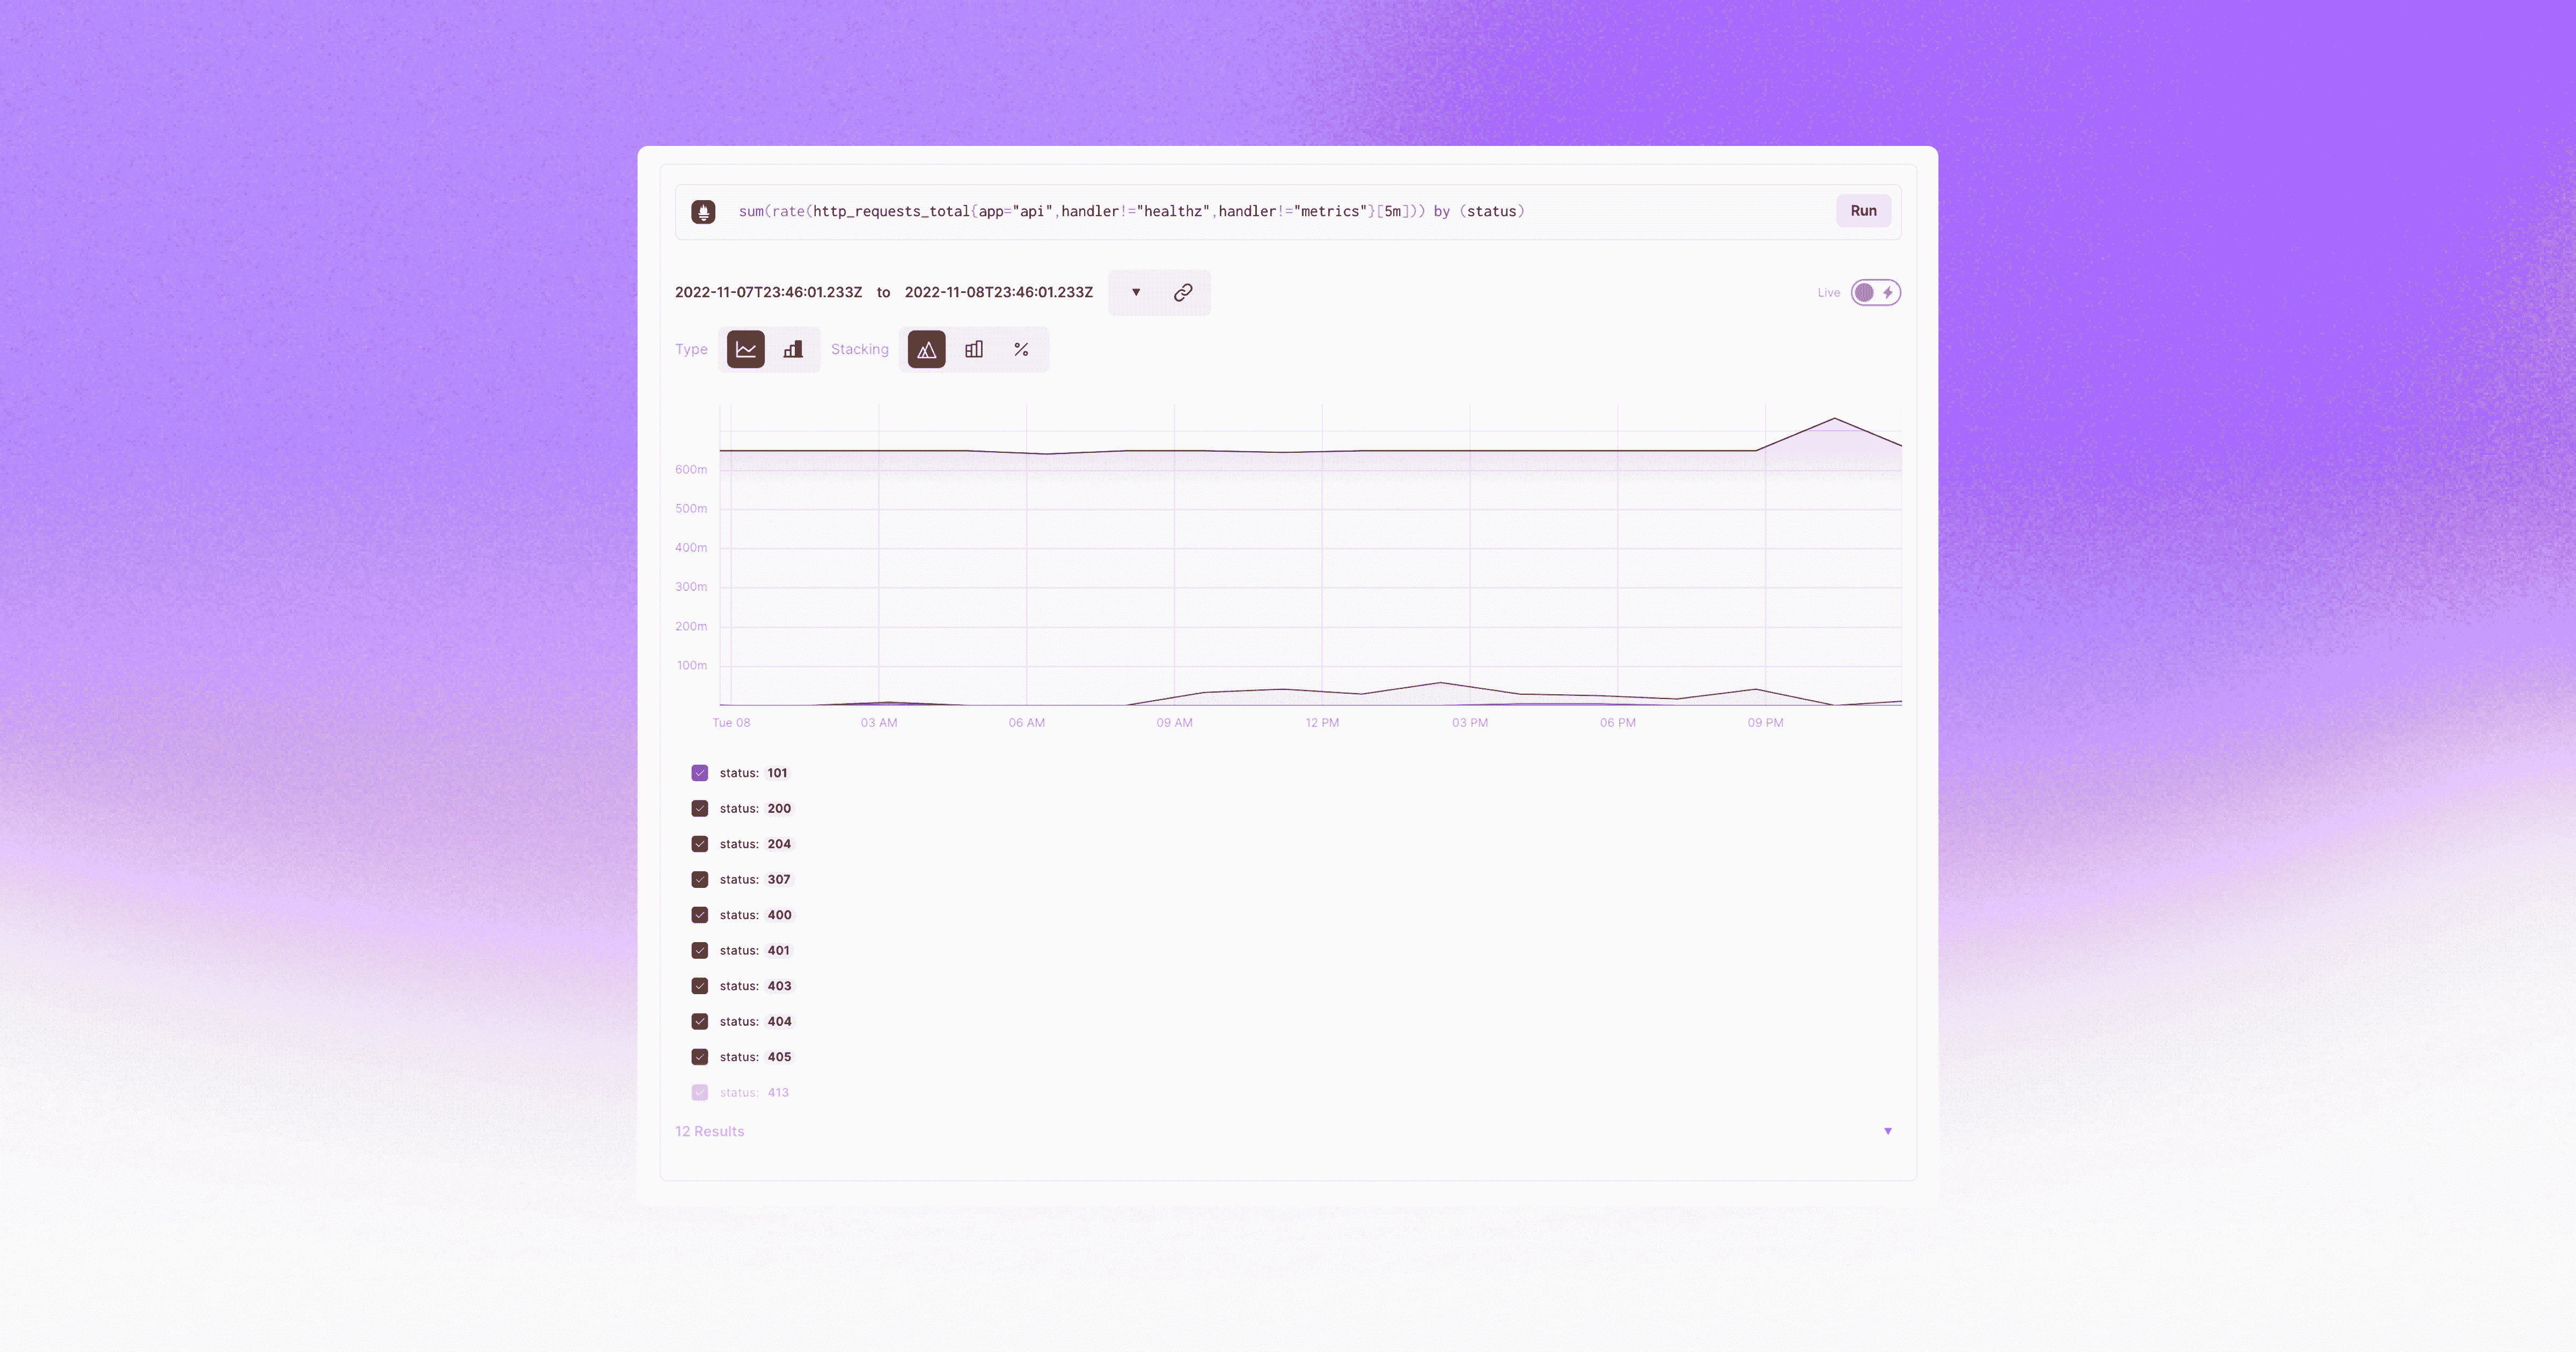 sum(rate(http_requests_total{app="api",handler!="healthz",handler!="metrics"}[5m])) by (status)
Run
2022-11-07T23:46:01.233Z to 2022-11-08T23:46:01.233Z
Live
Type
Stacking
%
600m
500m
400m
300m
200m
100m
Tue 08 03 AM 06 AM 09 AM 12 PM 03 PM 06 PM 09 PM
status: 101
status: 200
status: 204
status: 307
status: 400
status: 401
status: 403
status: 404
status: 405
status: 413
12 Results